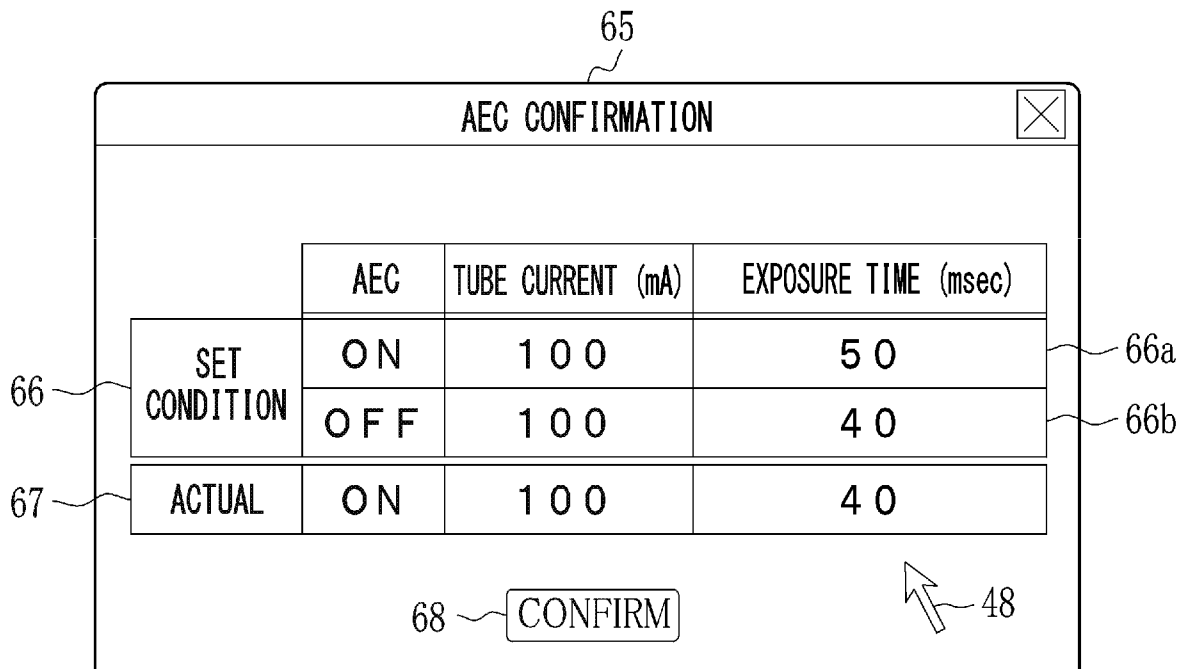 65
AEC CONFIRMATION
AEC TUBE CURRENT (mA) EXPOSURE TIME (msec)
66 SET CONDITION ON 100 50 66a
OFF 100 40 66b
67 ACTUAL ON 100 40
68 CONFIRM 48